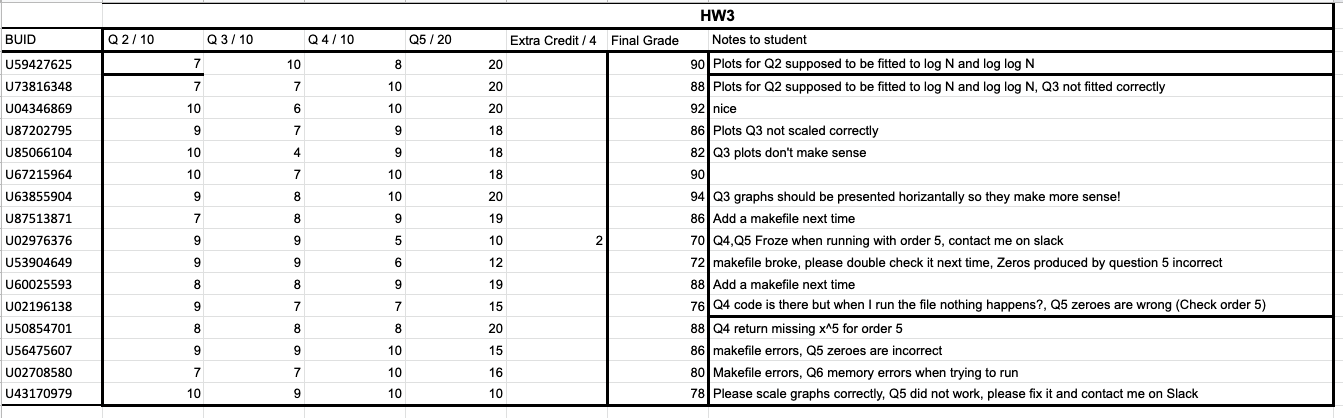 HW3
BUID Q 2 / 10 Q 3 / 10 Q 4 / 10 Q5 / 20 Extra Credit / 4 Final Grade Notes to student
U59427625 7 10 8 20 90 Plots for Q2 supposed to be fitted to log N and log log N
U73816348 7 7 10 20 88 Plots for Q2 supposed to be fitted to log N and log log N, Q3 not fitted correctly
U04346869 10 6 10 20 92 nice
U87202795 9 7 9 18 86 Plots Q3 not scaled correctly
U85066104 10 4 9 18 82 Q3 plots don't make sense
U67215964 10 7 10 18 90
U63855904 9 8 10 20 94 Q3 graphs should be presented horizantally so they make more sense!
U87513871 7 8 9 19 86 Add a makefile next time
U02976376 9 9 5 10 2 70 Q4,Q5 Froze when running with order 5, contact me on slack
U53904649 9 9 6 12 72 makefile broke, please double check it next time, Zeros produced by question 5 incorrect
U60025593 8 8 9 19 88 Add a makefile next time
U02196138 9 7 7 15 76 Q4 code is there but when I run the file nothing happens?, Q5 zeroes are wrong (Check order 5)
U50854701 8 8 8 20 88 Q4 return missing x^5 for order 5
U56475607 9 9 10 15 86 makefile errors, Q5 zeroes are incorrect
U02708580 7 7 10 16 80 Makefile errors, Q6 memory errors when trying to run
U43170979 10 9 10 10 78 Please scale graphs correctly, Q5 did not work, please fix it and contact me on Slack